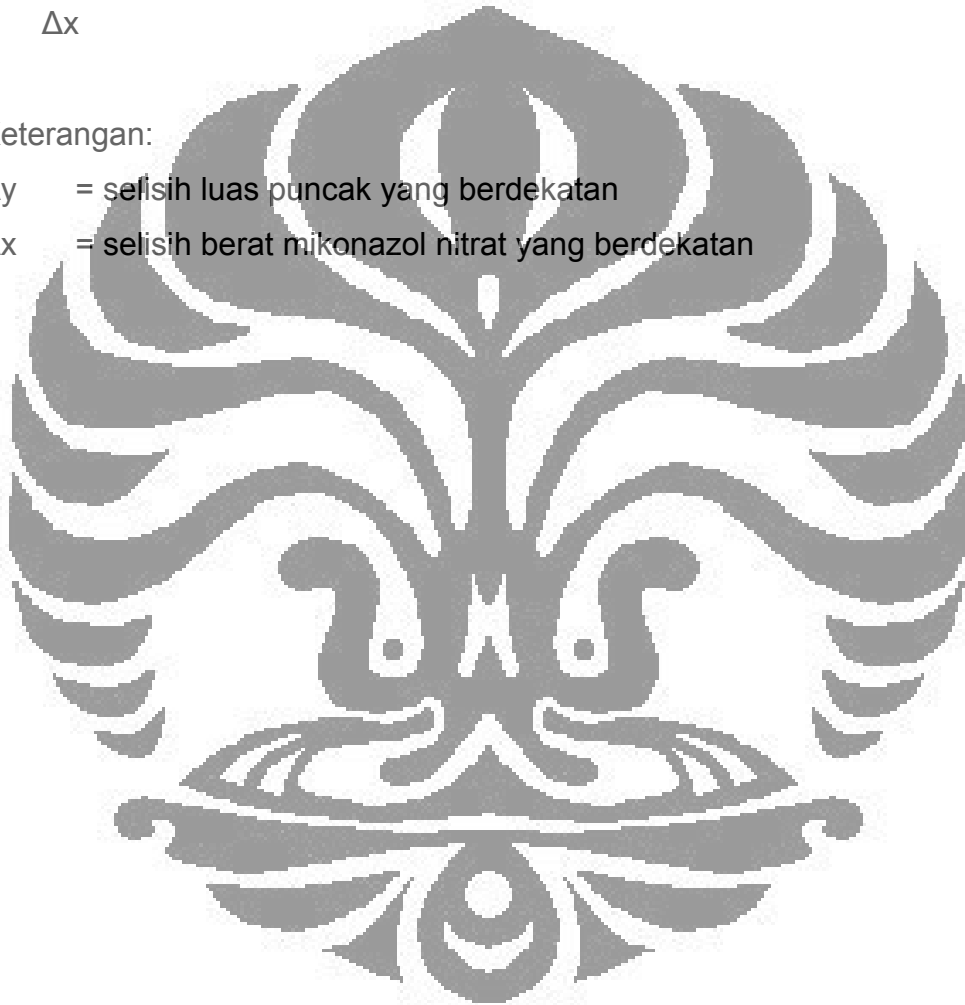 Δx
eterangan:
y = selisih luas puncak yang berdekatan
x = selisih berat mikonazol nitrat yang berdekatan